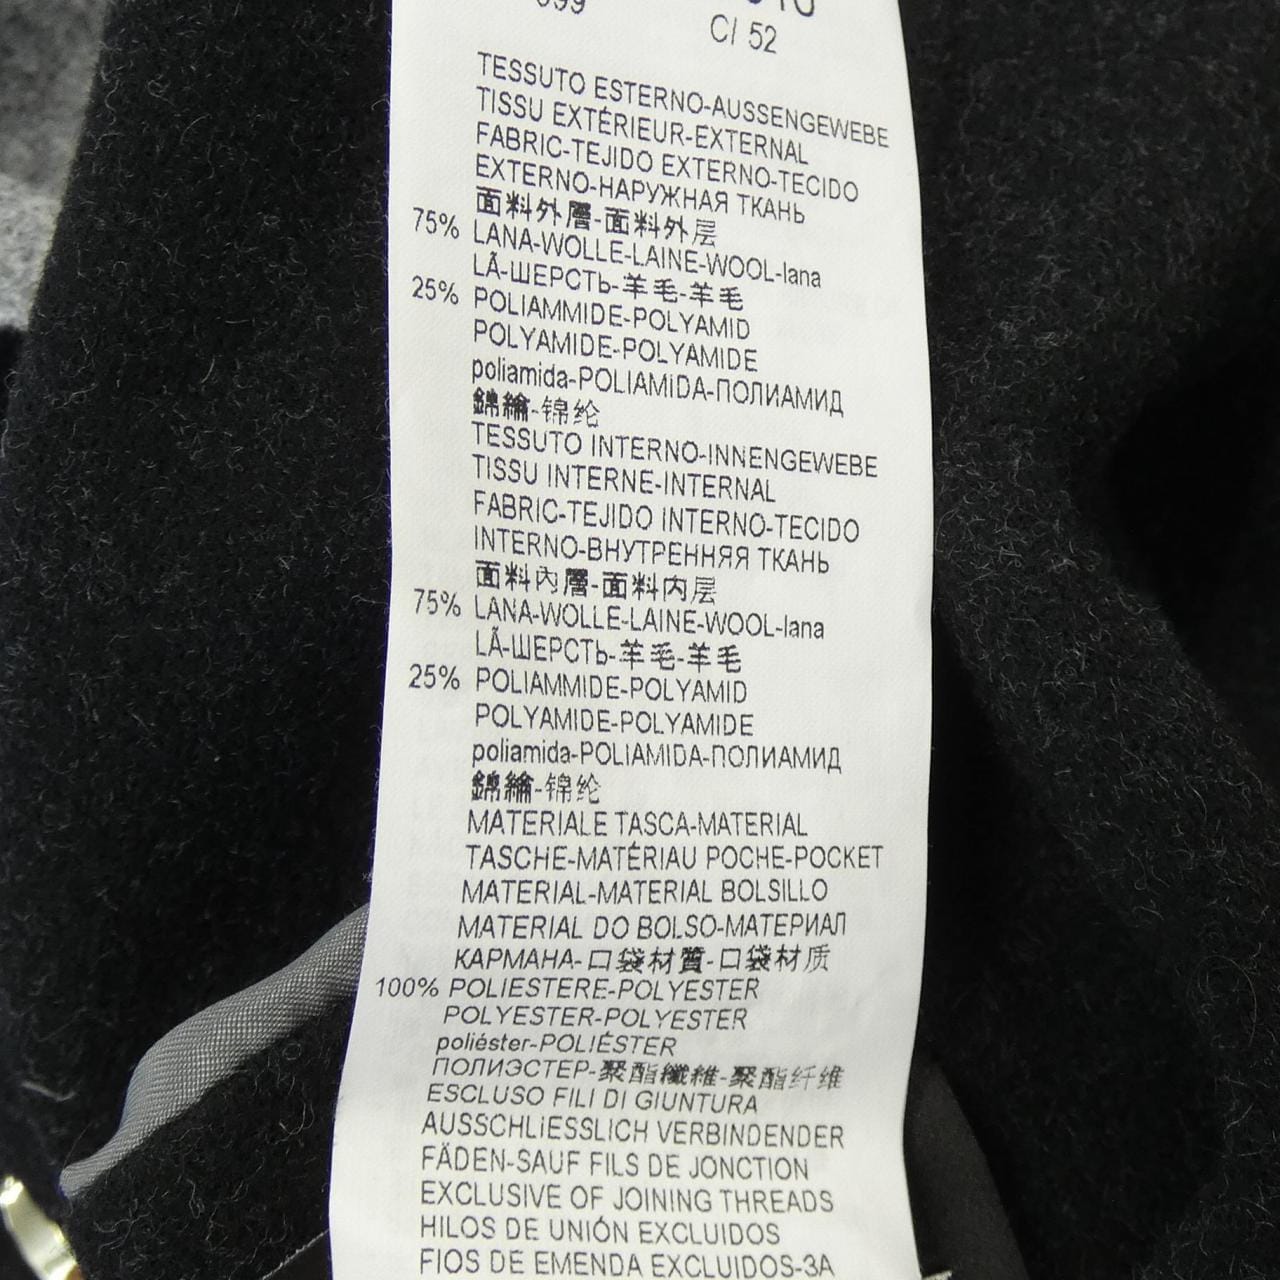 C/ 52
TESSUTO ESTERNO-AUSSENGEWEBE
TISSU EXTÉRIEUR-EXTERNAL
FABRIC-TEJIDO EXTERNO-TECIDO
EXTERNO-НАРУЖНАЯ ТКАНЬ
面料外層-面料外层
75% LANA-WOLLE-LAINE-WOOL-lana
LÃ-ШЕРСТЬ-羊毛-羊毛
25% POLIAMMIDE-POLYAMID
POLYAMIDE-POLYAMIDE
poliamida-POLIAMIDA-ПОЛИАМИД
錦綸-锦纶
TESSUTO INTERNO-INNENGEWEBE
TISSU INTERNE-INTERNAL
FABRIC-TEJIDO INTERNO-TECIDO
INTERNO-ВНУТРЕННЯЯ ТКАНЬ
面料內層-面料内层
75% LANA-WOLLE-LAINE-WOOL-lana
LÃ-ШЕРСТЬ-羊毛-羊毛
25% POLIAMMIDE-POLYAMID
POLYAMIDE-POLYAMIDE
poliamida-POLIAMIDA-ПОЛИАМИД
錦綸-锦纶
MATERIALE TASCA-MATERIAL
TASCHE-MATÉRIAU POCHE-POCKET
MATERIAL-MATERIAL BOLSILLO
MATERIAL DO BOLSO-МАТЕРИАЛ
КАРМАНА-口袋材質-口袋材质
100% POLIESTERE-POLYESTER
POLYESTER-POLYESTER
poliéster-POLIÉSTER
ПОЛИЭСТЕР-聚酯纖維-聚酯纤维
ESCLUSO FILI DI GIUNTURA
AUSSCHLIESSLICH VERBINDENDER
FÄDEN-SAUF FILS DE JONCTION
EXCLUSIVE OF JOINING THREADS
HILOS DE UNIÓN EXCLUIDOS
FIOS DE EMENDA EXCLUIDOS-ЗА